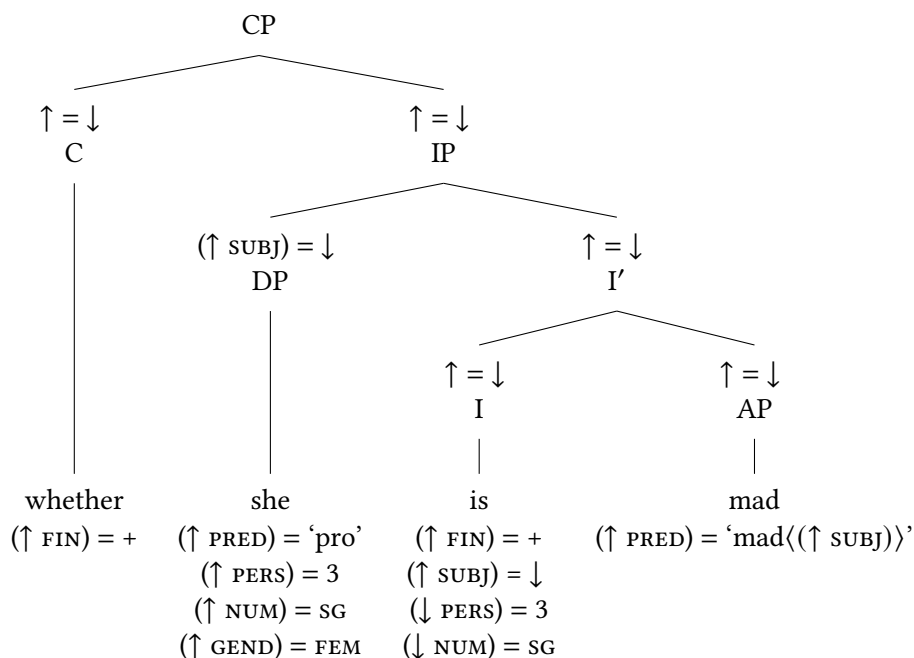 CP
↑ = ↓ ↑ = ↓
C IP
(↑ SUBJ) = ↓ ↑ = ↓
DP I′
↑ = ↓ ↑ = ↓
I AP
whether she is mad
(↑ FIN) = + (↑ PRED) = ‘pro’ (↑ FIN) = + (↑ PRED) = ‘mad⟨(↑ SUBJ)⟩’
(↑ PERS) = 3 (↑ SUBJ) = ↓
(↑ NUM) = SG (↓ PERS) = 3
(↑ GEND) = FEM (↓ NUM) = SG